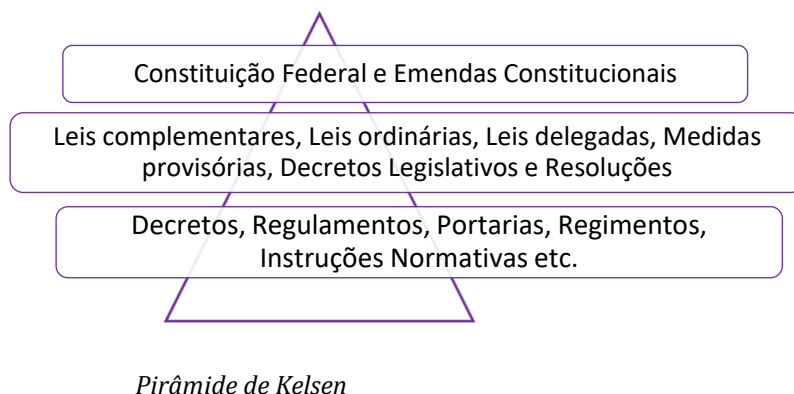 Constituição Federal e Emendas Constitucionais
Leis complementares, Leis ordinárias, Leis delegadas, Medidas
provisórias, Decretos Legislativos e Resoluções
Decretos, Regulamentos, Portarias, Regimentos,
Instruções Normativas etc.
Pirâmide de Kelsen